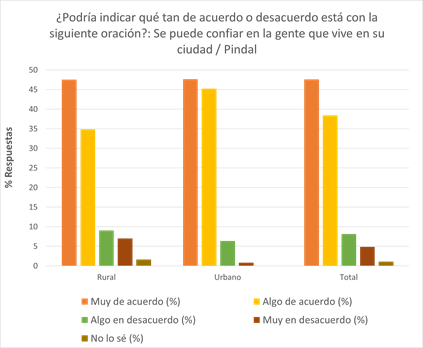 ¿Podría indicar qué tan de acuerdo o desacuerdo está con la
siguiente oración?: Se puede confiar en la gente que vive en su
ciudad / Pindal
50
45
40
35
30
25
20
15
10
5
0
% Respuestas
Rural Urbano Total
Muy de acuerdo (%) Algo de acuerdo (%)
Algo en desacuerdo (%) Muy en desacuerdo (%)
No lo sé (%)